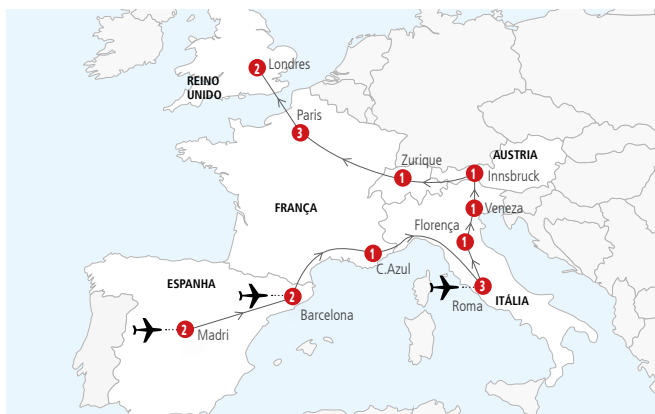 2
Londres
REINO
UNIDO
Paris
3
AUSTRIA
Zurique
1
1
Innsbruck
1
Veneza
FRANÇA
Florença
1
1
C.Azul
ESPANHA
2
Barcelona
3
Roma
ITÁLIA
2
Madri